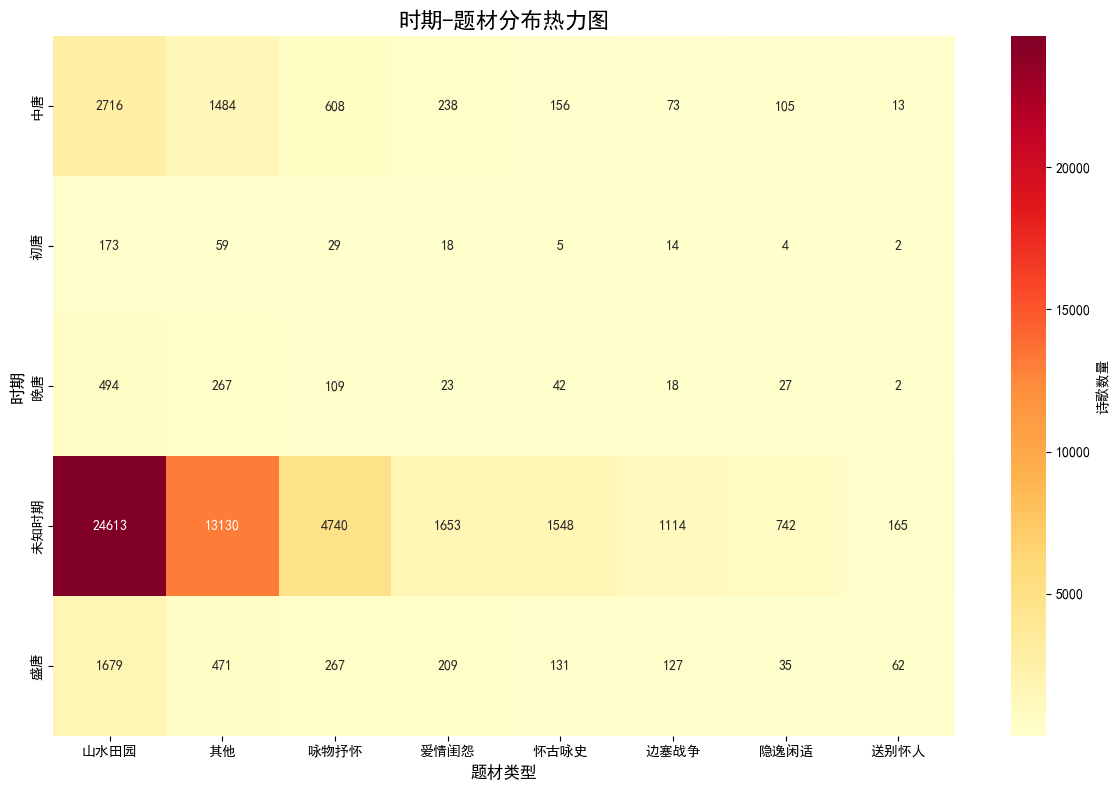 时期-题材分布热力图
中唐 2716 1484 608 238 156 73 105 13
初唐 173 59 29 18 5 14 4 2
晚唐 494 267 109 23 42 18 27 2
未知时期 24613 13130 4740 1653 1548 1114 742 165
盛唐 1679 471 267 209 131 127 35 62
时期
山水田园 其他 咏物抒怀 爱情闺怨 怀古咏史 边塞战争 隐逸闲适 送别怀人
题材类型
20000
15000
10000
5000
诗歌数量